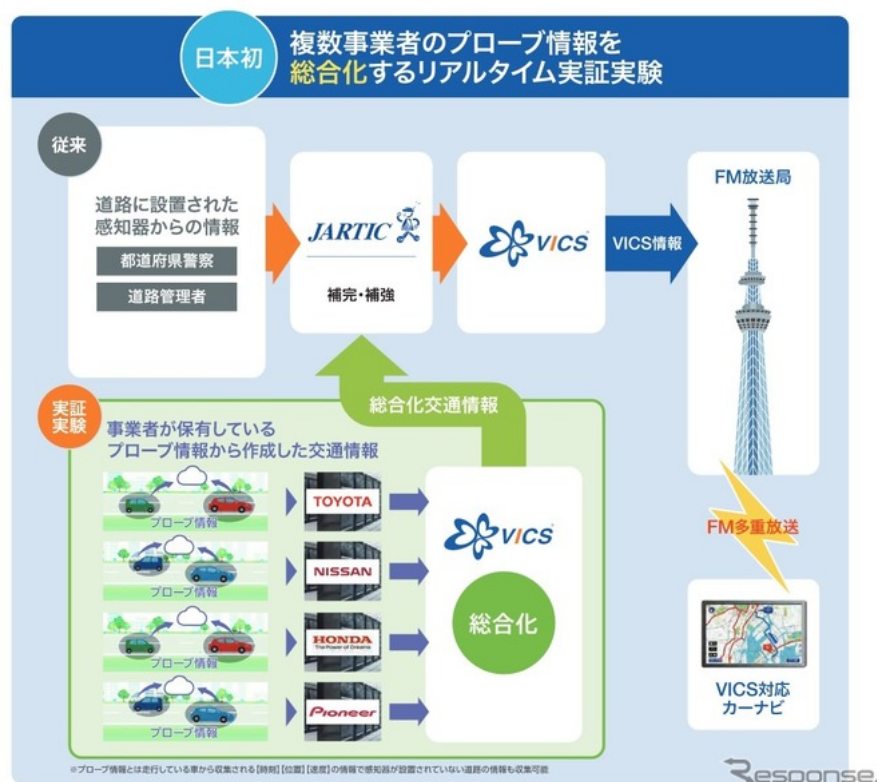 日本初
複数事業者のプローブ情報を
総合化するリアルタイム実証実験
従来
道路に設置された
感知器からの情報
都道府県警察
道路管理者
JARTIC
補完・補強
VICS
VICS情報
FM放送局
総合化交通情報
実証
実験
事業者が保有している
プローブ情報から作成した交通情報
プローブ情報
TOYOTA
プローブ情報
NISSAN
プローブ情報
HONDA
The Power of Dreams
プローブ情報
Pioneer
VICS
総合化
FM多重放送
VICS対応
カーナビ
※プローブ情報とは走行している車から収集される【時刻】【位置】【速度】の情報で感知器が設置されていない道路の情報も収集可能
Response.